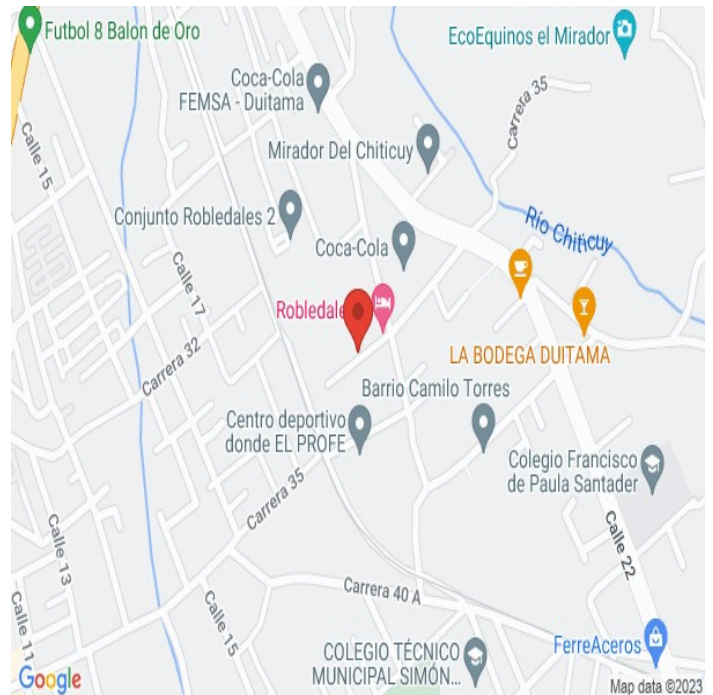 Futbol 8 Balon de Oro
EcoEquinos el Mirador
Coca-Cola
FEMSA - Duitama
Carrera 35
Calle 15
Mirador Del Chiticuy
Conjunto Robledales 2
Río Chiticuy
Coca-Cola
Calle 17
Robledale
LA BODEGA DUITAMA
Carrera 32
Barrio Camilo Torres
Centro deportivo
donde EL PROFE
Colegio Francisco
de Paula Santader
Carrera 35
Calle 13
Calle 22
Carrera 40 A
Calle 15
Calle 11
FerreAceros
COLEGIO TÉCNICO
MUNICIPAL SIMÓN...
Google
Map data ©2023